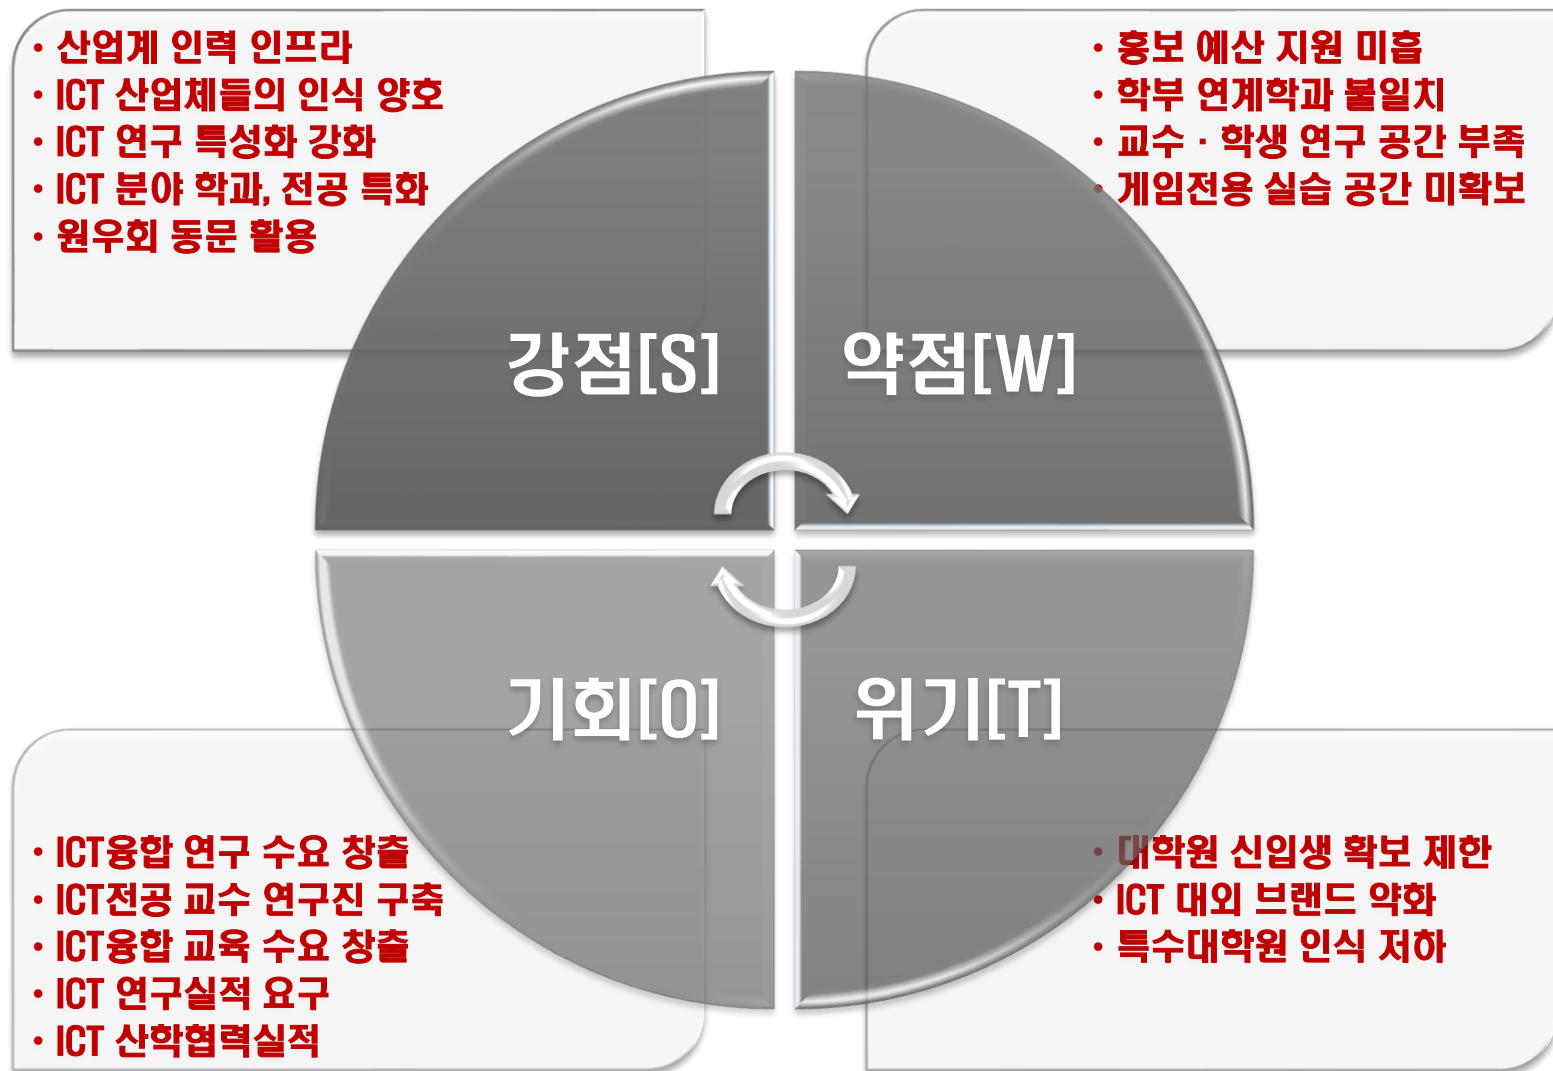 • 산업계 인력 인프라
• ICT 산업체들의 인식 양호
• ICT 연구 특성화 강화
• ICT 분야 학과, 전공 특화
• 원우회 동문 활용
• 홍보 예산 지원 미흡
• 학부 연계학과 불일치
• 교수 · 학생 연구 공간 부족
• 게임전용 실습 공간 미확보
강점[S]
약점[W]
기회[O]
위기[T]
• ICT융합 연구 수요 창출
• ICT전공 교수 연구진 구축
• ICT융합 교육 수요 창출
• ICT 연구실적 요구
• ICT 산학협력실적
• 대학원 신입생 확보 제한
• ICT 대외 브랜드 약화
• 특수대학원 인식 저하